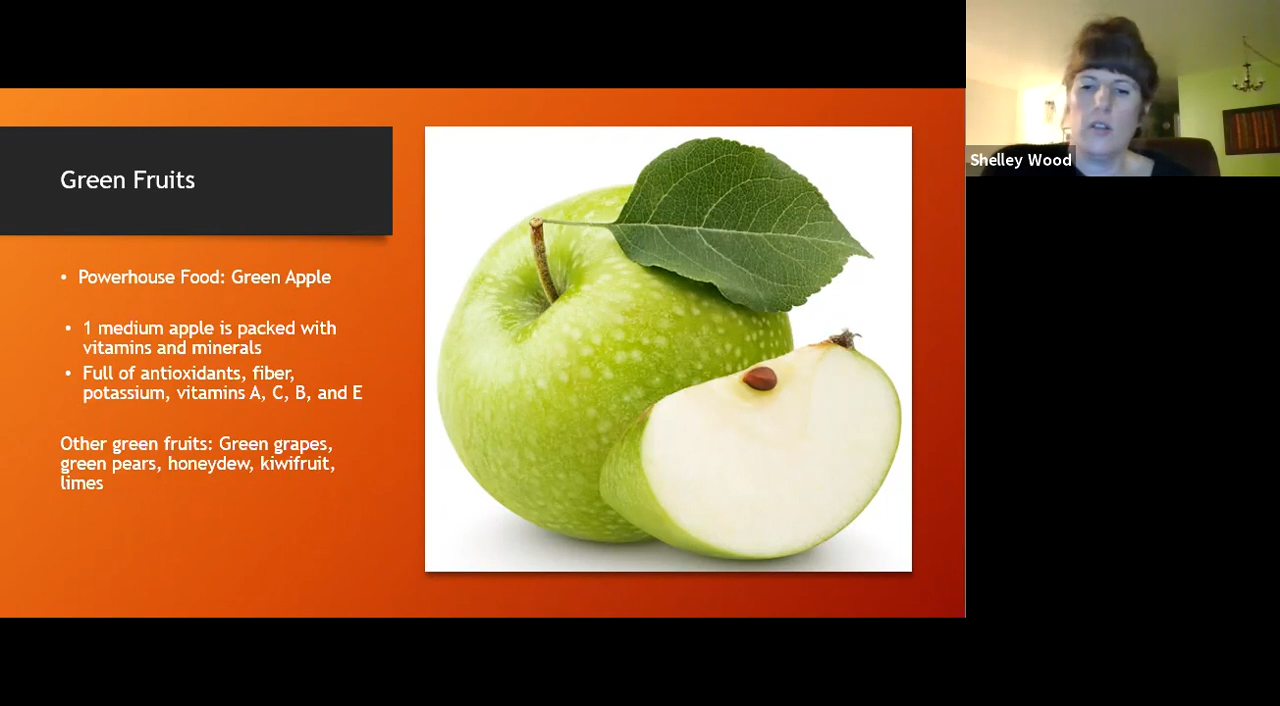 Green Fruits
• Powerhouse Food: Green Apple
• 1 medium apple is packed with
vitamins and minerals
• Full of antioxidants, fiber,
potassium, vitamins A, C, B, and E
Other green fruits: Green grapes,
green pears, honeydew, kiwifruit,
limes
Shelley Wood